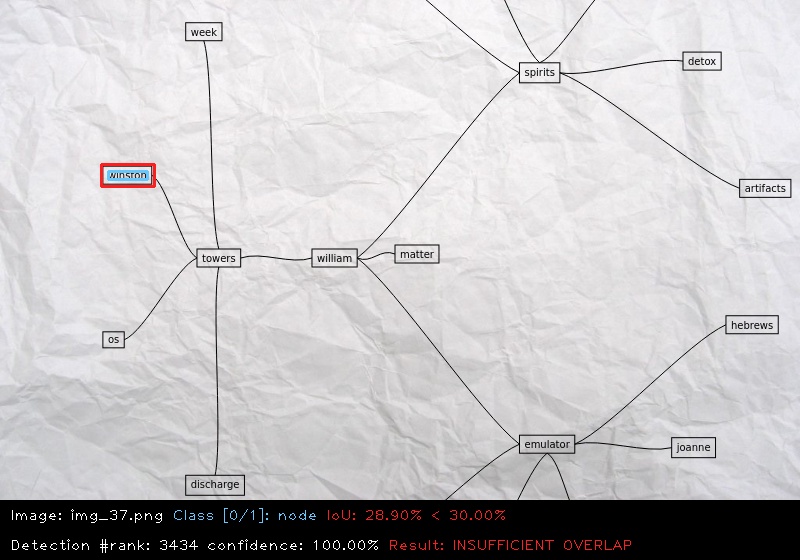 week
spirits
detox
winston
artifacts
towers
william
matter
os
hebrews
emulator
joanne
discharge
Image: img_37.png Class [0/1]: node IoU: 28.90% < 30.00%
Detection #rank: 3434 confidence: 100.00% Result: INSUFFICIENT OVERLAP